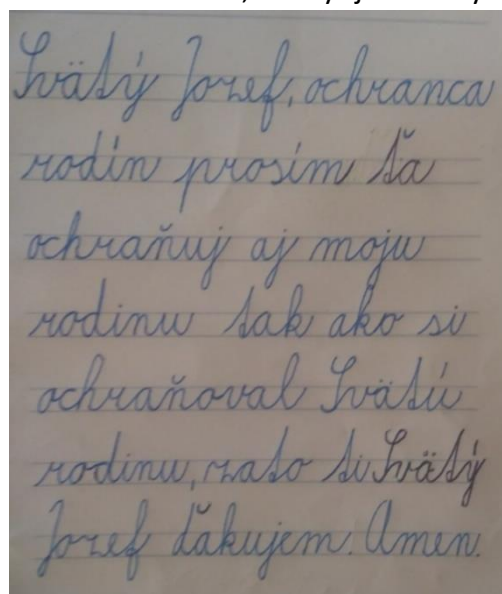 Svätý Jozef, ochranca
rodín prosím ťa
ochraňuj aj moju
rodinu tak ako si
ochraňoval Svätú
rodinu, zato ti Svätý
Jozef ďakujem. Amen.